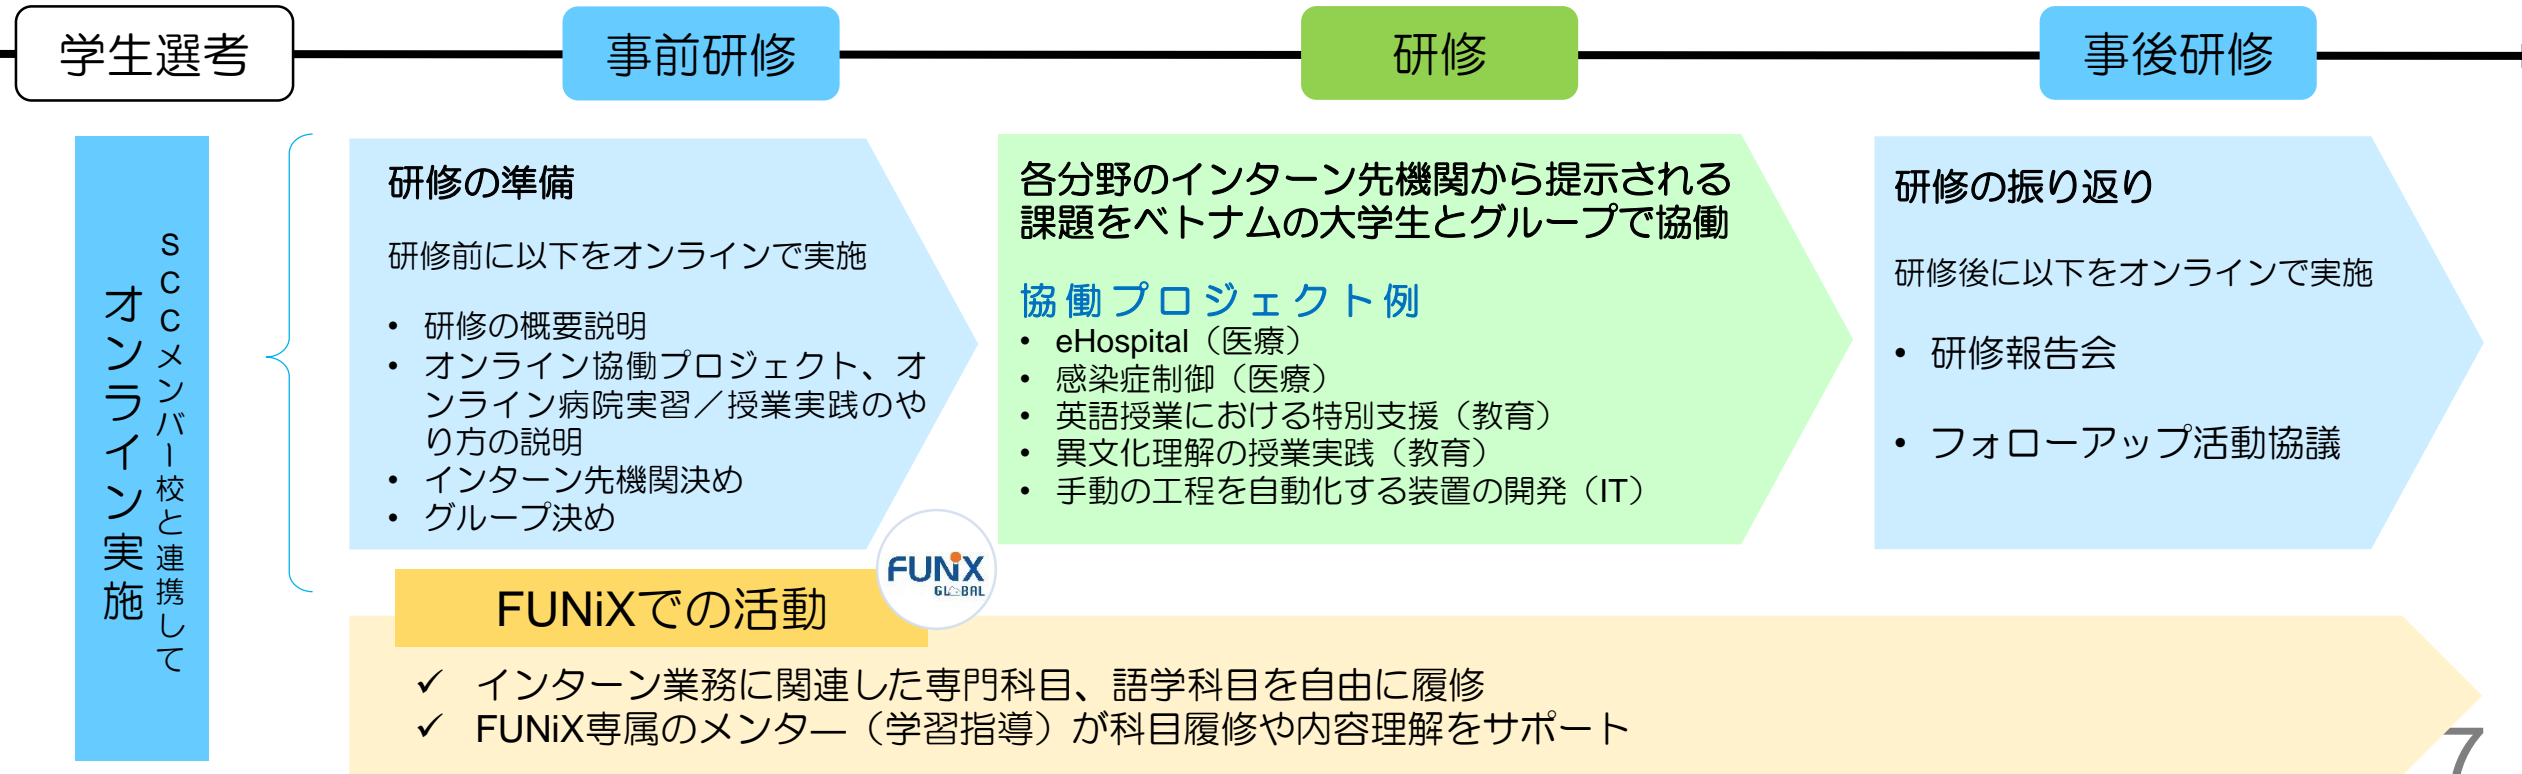 学生選考
事前研修
研修
事後研修
SCCメンバー校と連携して
オンライン実施
研修の準備
研修前に以下をオンラインで実施
• 研修の概要説明
• オンライン協働プロジェクト、オ
ンライン病院実習／授業実践のや
り方の説明
• インターン先機関決め
• グループ決め
各分野のインターン先機関から提示される
課題をベトナムの大学生とグループで協働
協働プロジェクト例
• eHospital（医療）
• 感染症制御（医療）
• 英語授業における特別支援（教育）
• 異文化理解の授業実践（教育）
• 手動の工程を自動化する装置の開発（IT）
研修の振り返り
研修後に以下をオンラインで実施
• 研修報告会
• フォローアップ活動協議
FUNiX
GLOBAL
FUNiXでの活動
✓ インターン業務に関連した専門科目、語学科目を自由に履修
✓ FUNiX専属のメンター（学習指導）が科目履修や内容理解をサポート
7